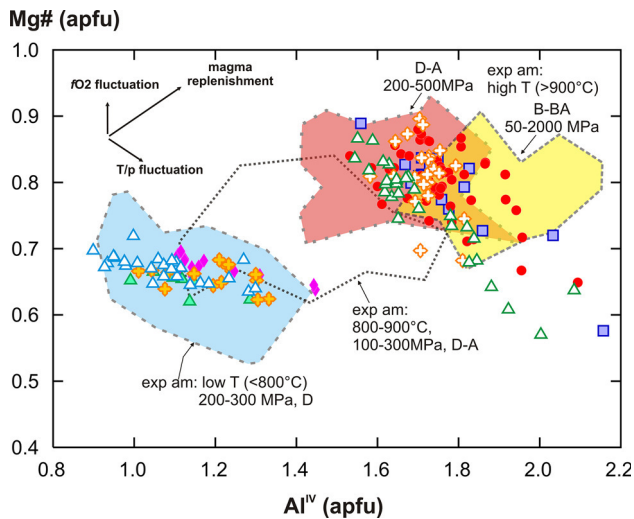 Mg# (apfu)
1.0
0.9
0.8
0.7
0.6
0.5
0.4
magma
replenishment
fO2 fluctuation
T/p fluctuation
D-A
200-500MPa
exp am:
high T (>900°C)
B-BA
50-2000 MPa
exp am:
800-900°C,
100-300MPa, D-A
exp am: low T (<800°C)
200-300 MPa, D
0.8 1.0 1.2 1.4 1.6 1.8 2.0 2.2
Al^IV (apfu)